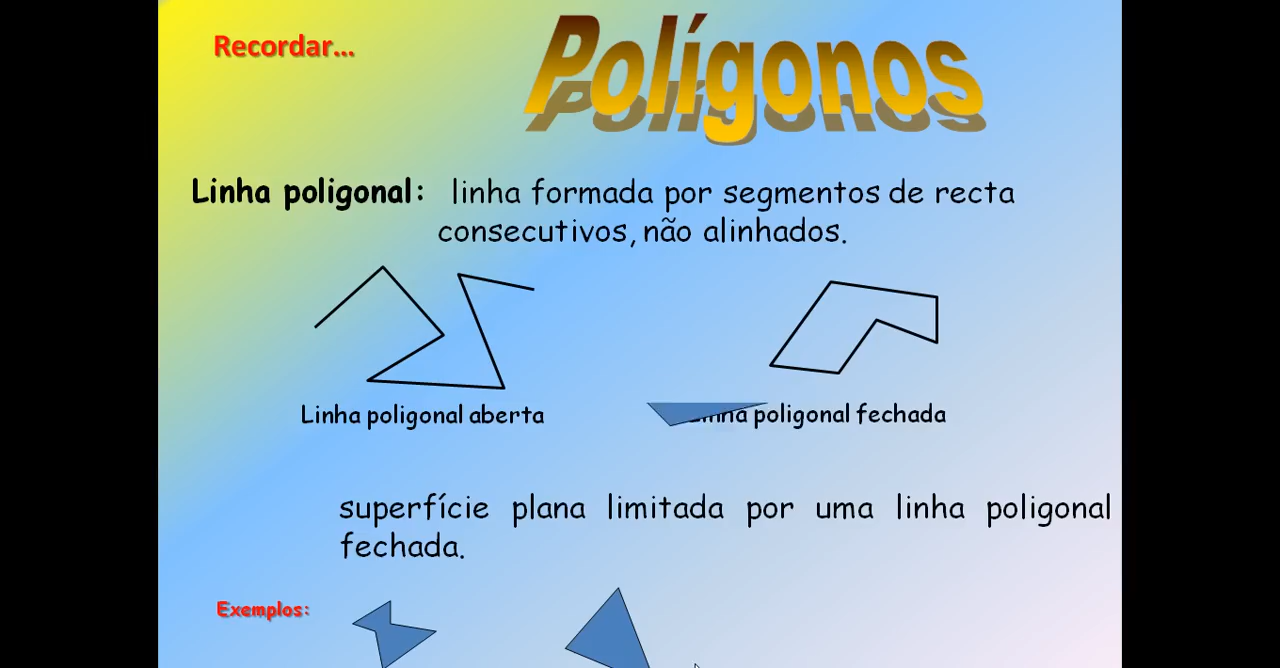 Recordar...
Polígonos
Linha poligonal: linha formada por segmentos de recta
consecutivos, não alinhados.
Linha poligonal aberta
Linha poligonal fechada
superfície plana limitada por uma linha poligonal
fechada.
Exemplos: